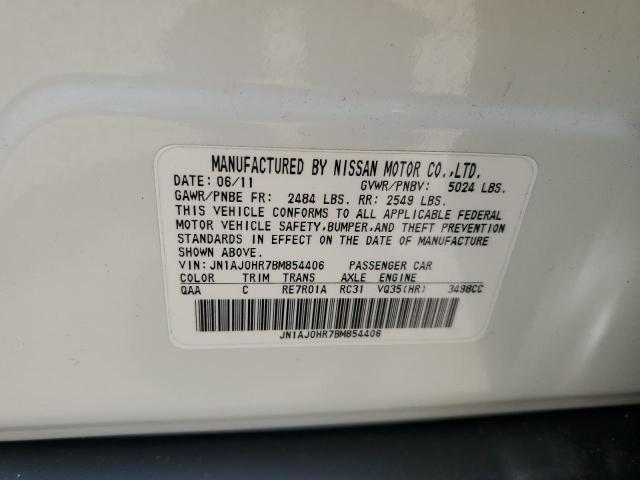 MANUFACTURED BY NISSAN MOTOR CO.,LTD.
DATE: 06/11 GVWR/PNBV: 5024 LBS.
GAWR/PNBE FR: 2484 LBS. RR: 2549 LBS.
THIS VEHICLE CONFORMS TO ALL APPLICABLE FEDERAL
MOTOR VEHICLE SAFETY,BUMPER,AND THEFT PREVENTION
STANDARDS IN EFFECT ON THE DATE OF MANUFACTURE
SHOWN ABOVE.
VIN: JN1AJ0HR7BM854406 PASSENGER CAR
COLOR TRIM TRANS AXLE ENGINE
QAA C RE7R01A RC31 VQ35(HR) 3498CC
JN1AJ0HR7BM854406